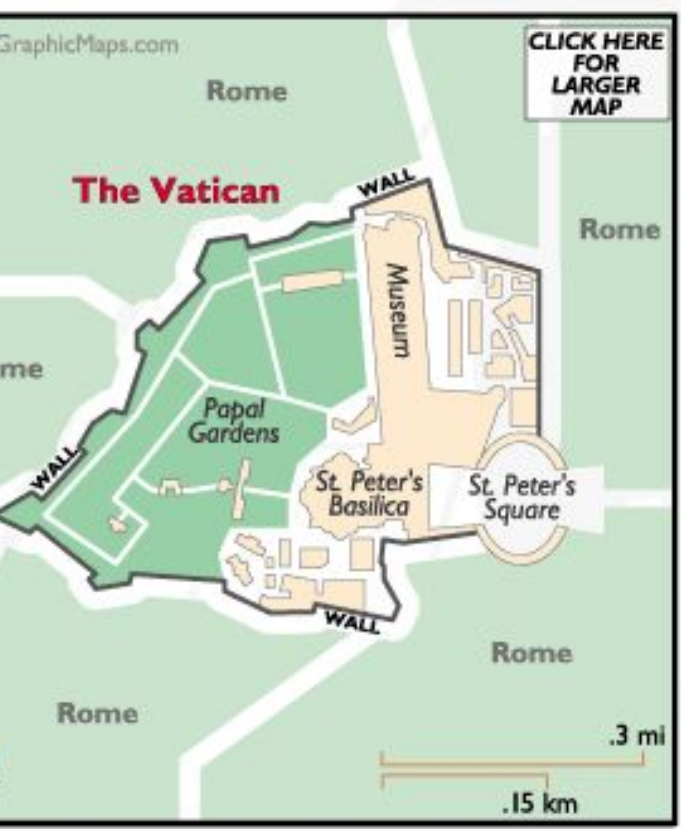 GraphicMaps.com
CLICK HERE
FOR
LARGER
MAP
Rome
The Vatican
WALL
Rome
Museum
me
Papal
Gardens
WALL
St. Peter's
Basilica
St. Peter's
Square
WALL
Rome
Rome
.3 mi
.15 km